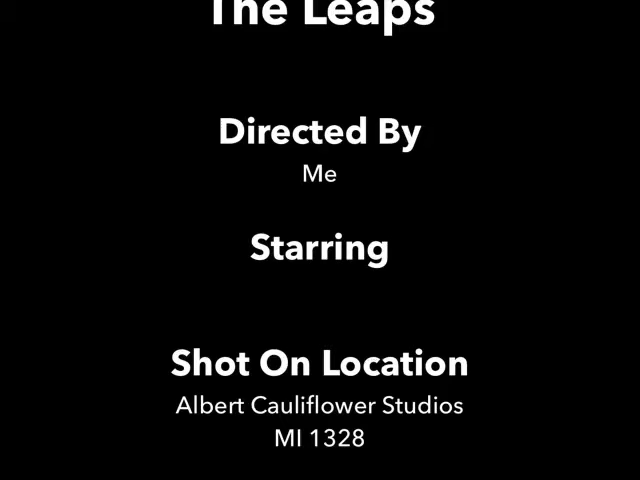 The Leaps
Directed By
Me
Starring
Shot On Location
Albert Cauliflower Studios
MI 1328